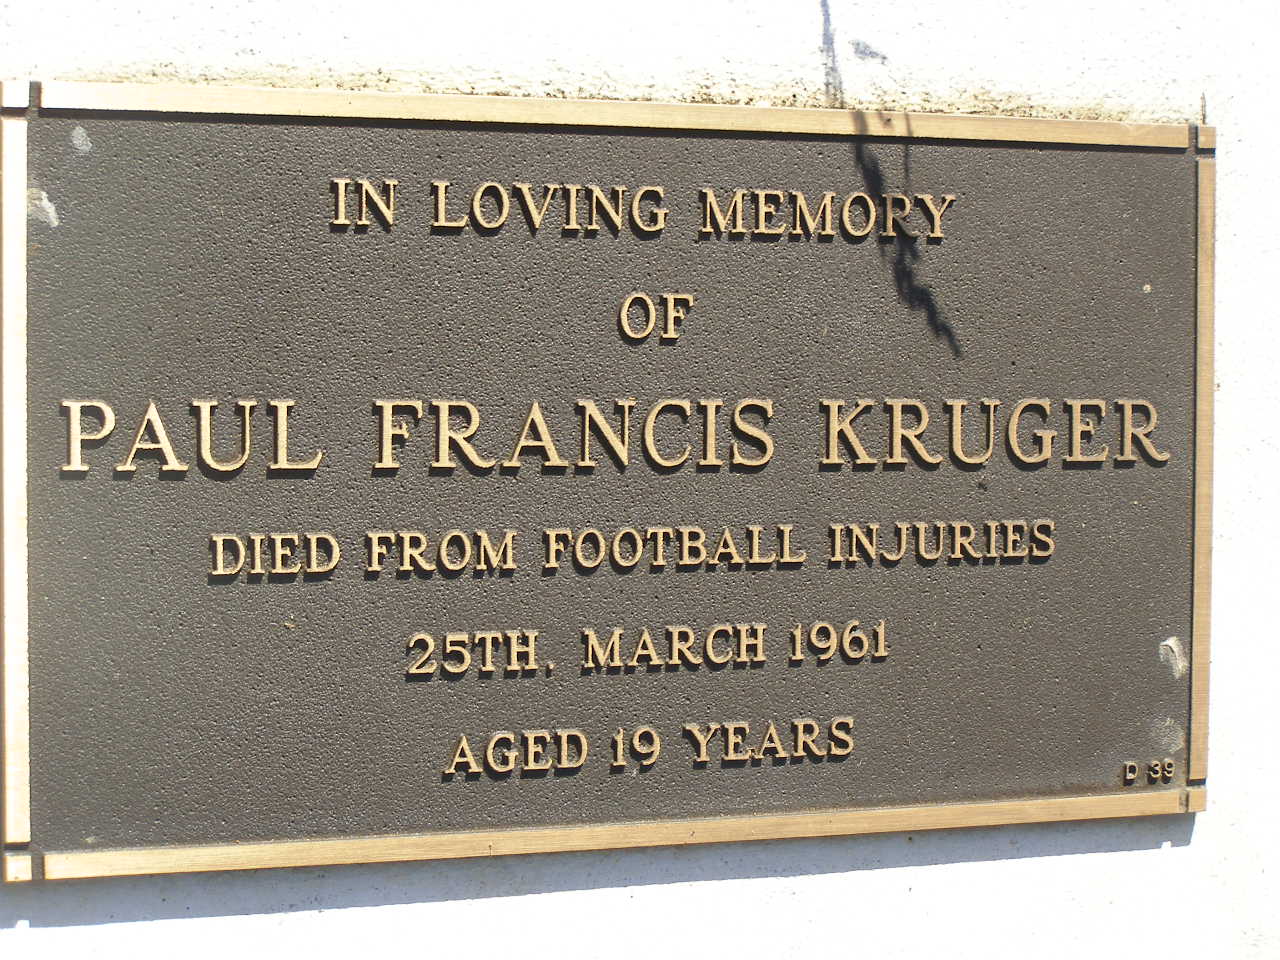 IN LOVING MEMORY
OF
PAUL FRANCIS KRUGER
DIED FROM FOOTBALL INJURIES
25TH. MARCH 1961
AGED 19 YEARS
D 39